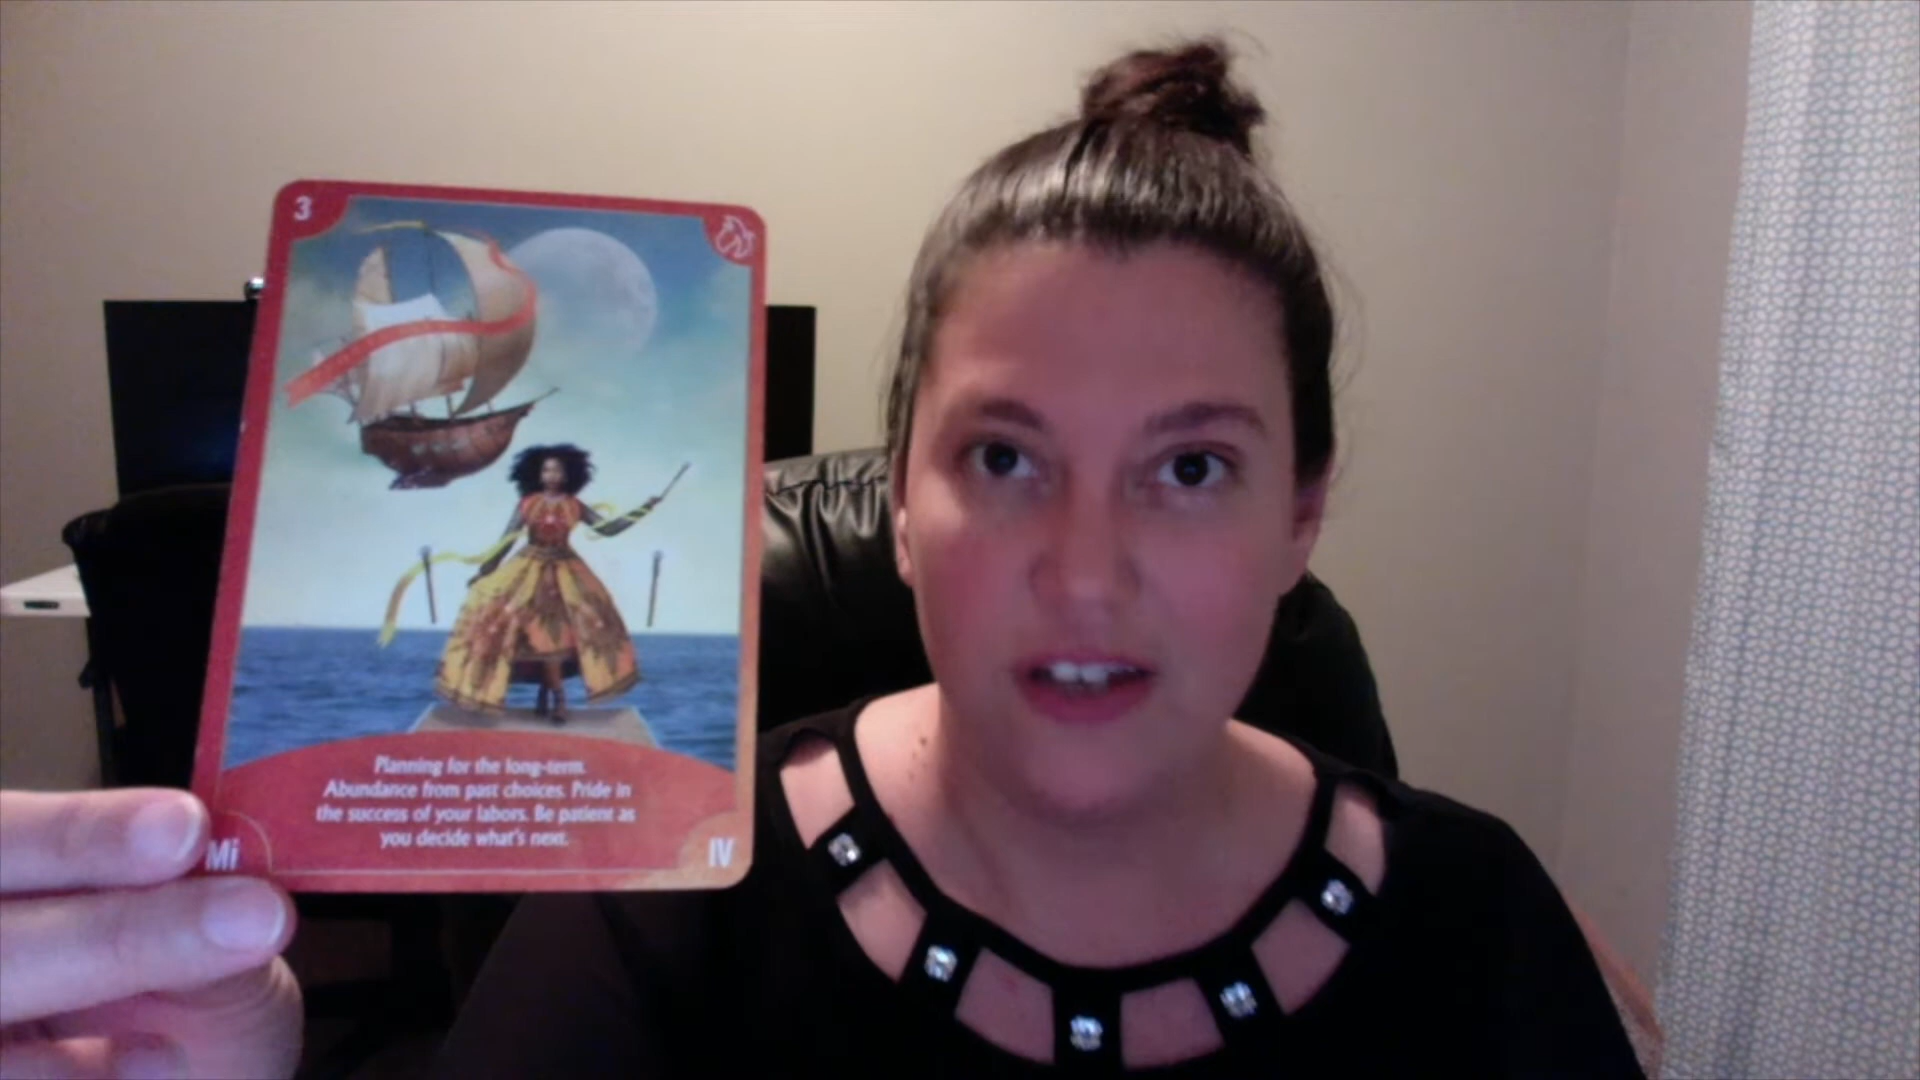 3
Planning for the long-term.
Abundance from past choices. Pride in
the success of your labors. Be patient as
you decide what's next.
Mi
IV